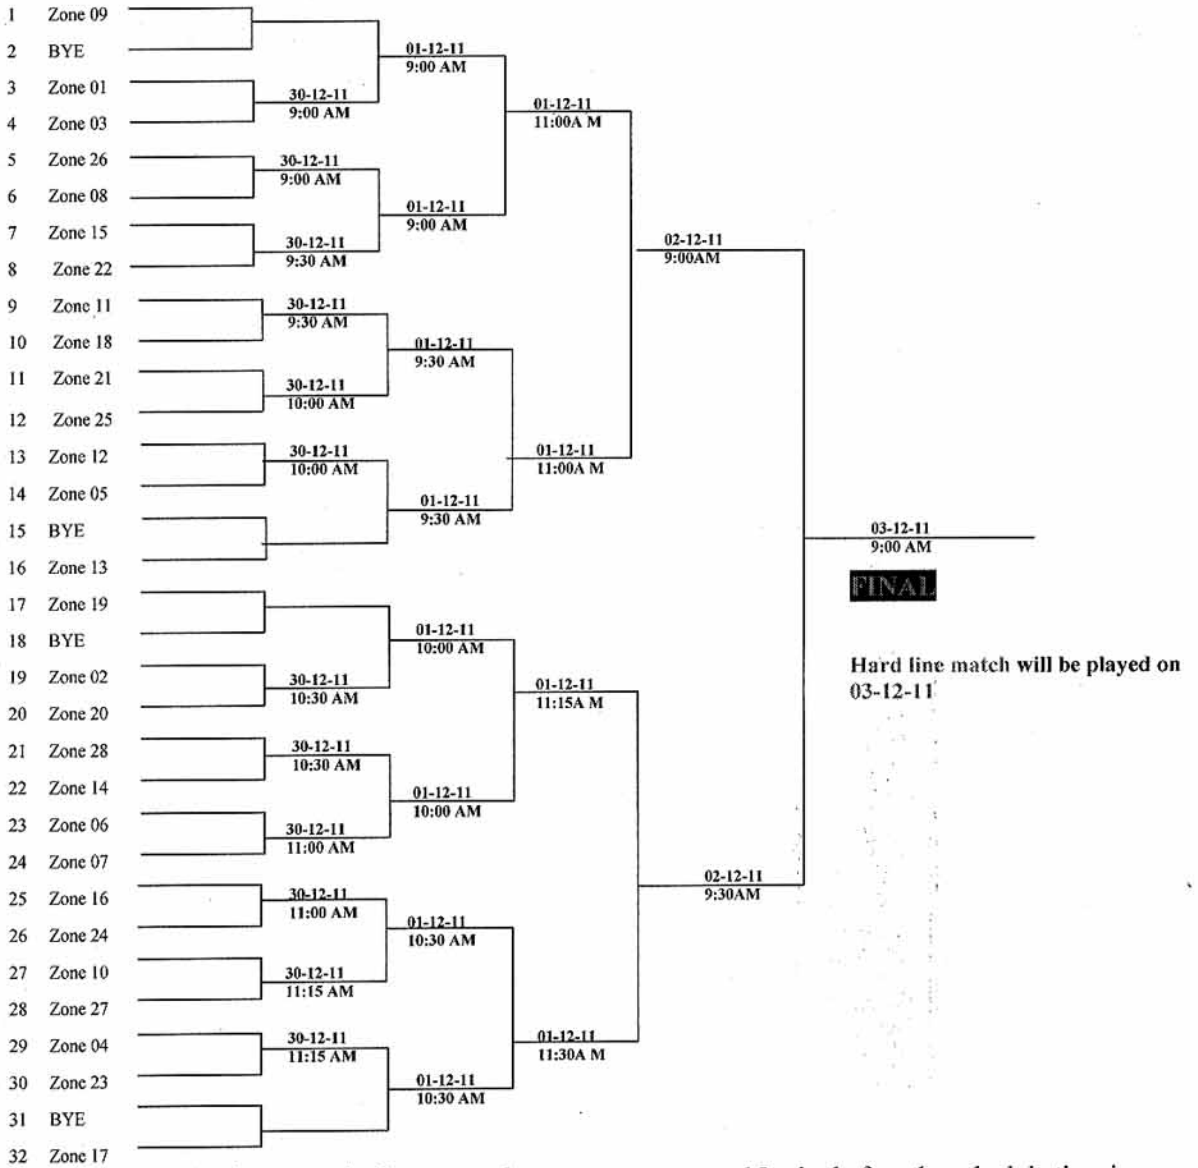 1 Zone 09
2 BYE
3 Zone 01
4 Zone 03
5 Zone 26
6 Zone 08
7 Zone 15
8 Zone 22
9 Zone 11
10 Zone 18
11 Zone 21
12 Zone 25
13 Zone 12
14 Zone 05
15 BYE
16 Zone 13
17 Zone 19
18 BYE
19 Zone 02
20 Zone 20
21 Zone 28
22 Zone 14
23 Zone 06
24 Zone 07
25 Zone 16
26 Zone 24
27 Zone 10
28 Zone 27
29 Zone 04
30 Zone 23
31 BYE
32 Zone 17
30-12-11
9:00 AM
30-12-11
9:00 AM
30-12-11
9:30 AM
30-12-11
9:30 AM
30-12-11
10:00 AM
30-12-11
10:00 AM
30-12-11
10:30 AM
30-12-11
10:30 AM
30-12-11
11:00 AM
30-12-11
11:00 AM
30-12-11
11:15 AM
30-12-11
11:15 AM
01-12-11
9:00 AM
01-12-11
9:00 AM
01-12-11
9:30 AM
01-12-11
9:30 AM
01-12-11
10:00 AM
01-12-11
10:00 AM
01-12-11
10:30 AM
01-12-11
10:30 AM
01-12-11
11:00A M
01-12-11
11:00A M
01-12-11
11:15A M
01-12-11
11:30A M
02-12-11
9:00AM
02-12-11
9:30AM
03-12-11
9:00 AM
FINAL
Hard line match will be played on
03-12-11